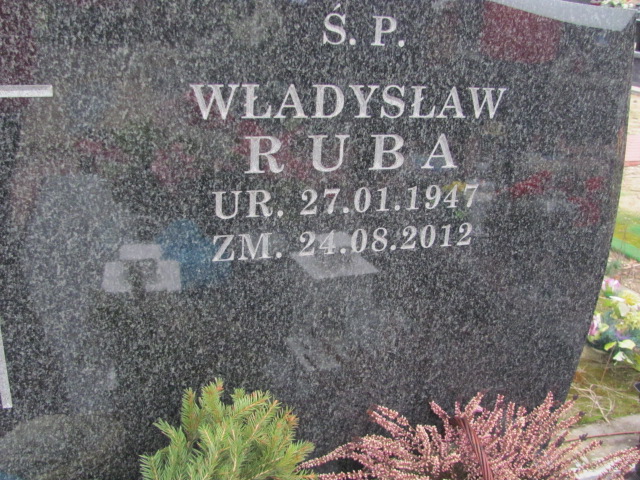 Ś. P.
WŁADYSŁAW
RUBA
UR. 27.01.1947
ZM. 24.08.2012